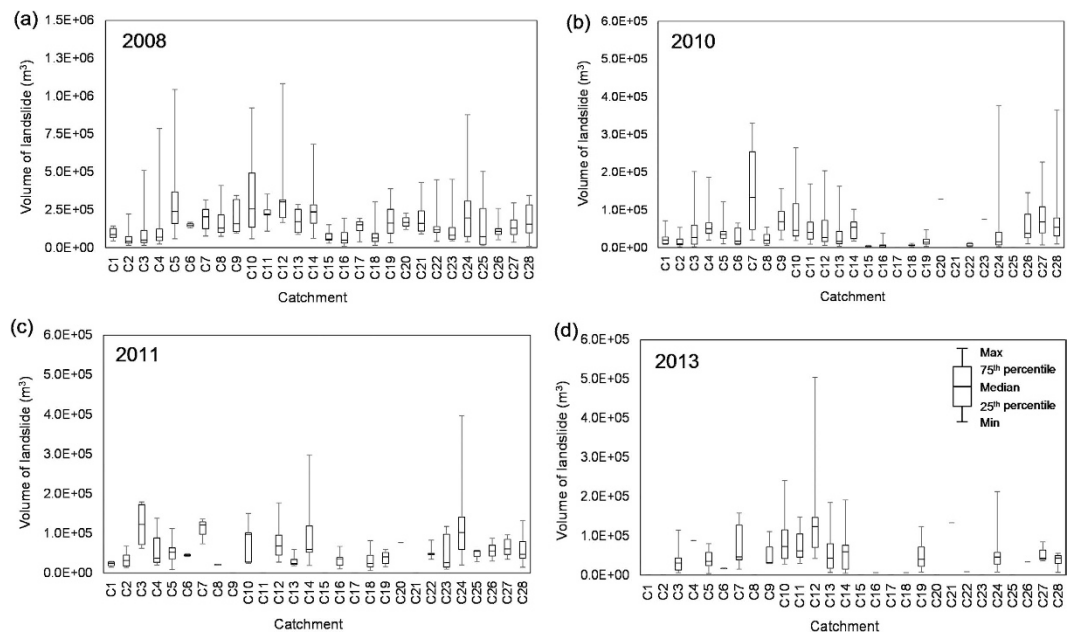 (a)
2008
1.5E+06
1.3E+06
1.0E+06
7.5E+05
5.0E+05
2.5E+05
0.0E+00
Volume of landslide (m³)
C1 C2 C3 C4 C5 C6 C7 C8 C9 C10 C11 C12 C13 C14 C15 C16 C17 C18 C19 C20 C21 C22 C23 C24 C25 C26 C27 C28
Catchment
(b)
2010
6.0E+05
5.0E+05
4.0E+05
3.0E+05
2.0E+05
1.0E+05
0.0E+00
Volume of landslide (m³)
C1 C2 C3 C4 C5 C6 C7 C8 C9 C10 C11 C12 C13 C14 C15 C16 C17 C18 C19 C20 C21 C22 C23 C24 C25 C26 C27 C28
Catchment
(c)
2011
6.0E+05
5.0E+05
4.0E+05
3.0E+05
2.0E+05
1.0E+05
0.0E+00
Volume of landslide (m³)
C1 C2 C3 C4 C5 C6 C7 C8 C9 C10 C11 C12 C13 C14 C15 C16 C17 C18 C19 C20 C21 C22 C23 C24 C25 C26 C27 C28
Catchment
(d)
2013
6.0E+05
5.0E+05
4.0E+05
3.0E+05
2.0E+05
1.0E+05
0.0E+00
Volume of landslide (m³)
Max
75th percentile
Median
25th percentile
Min
C1 C2 C3 C4 C5 C6 C7 C8 C9 C10 C11 C12 C13 C14 C15 C16 C17 C18 C19 C20 C21 C22 C23 C24 C25 C26 C27 C28
Catchment